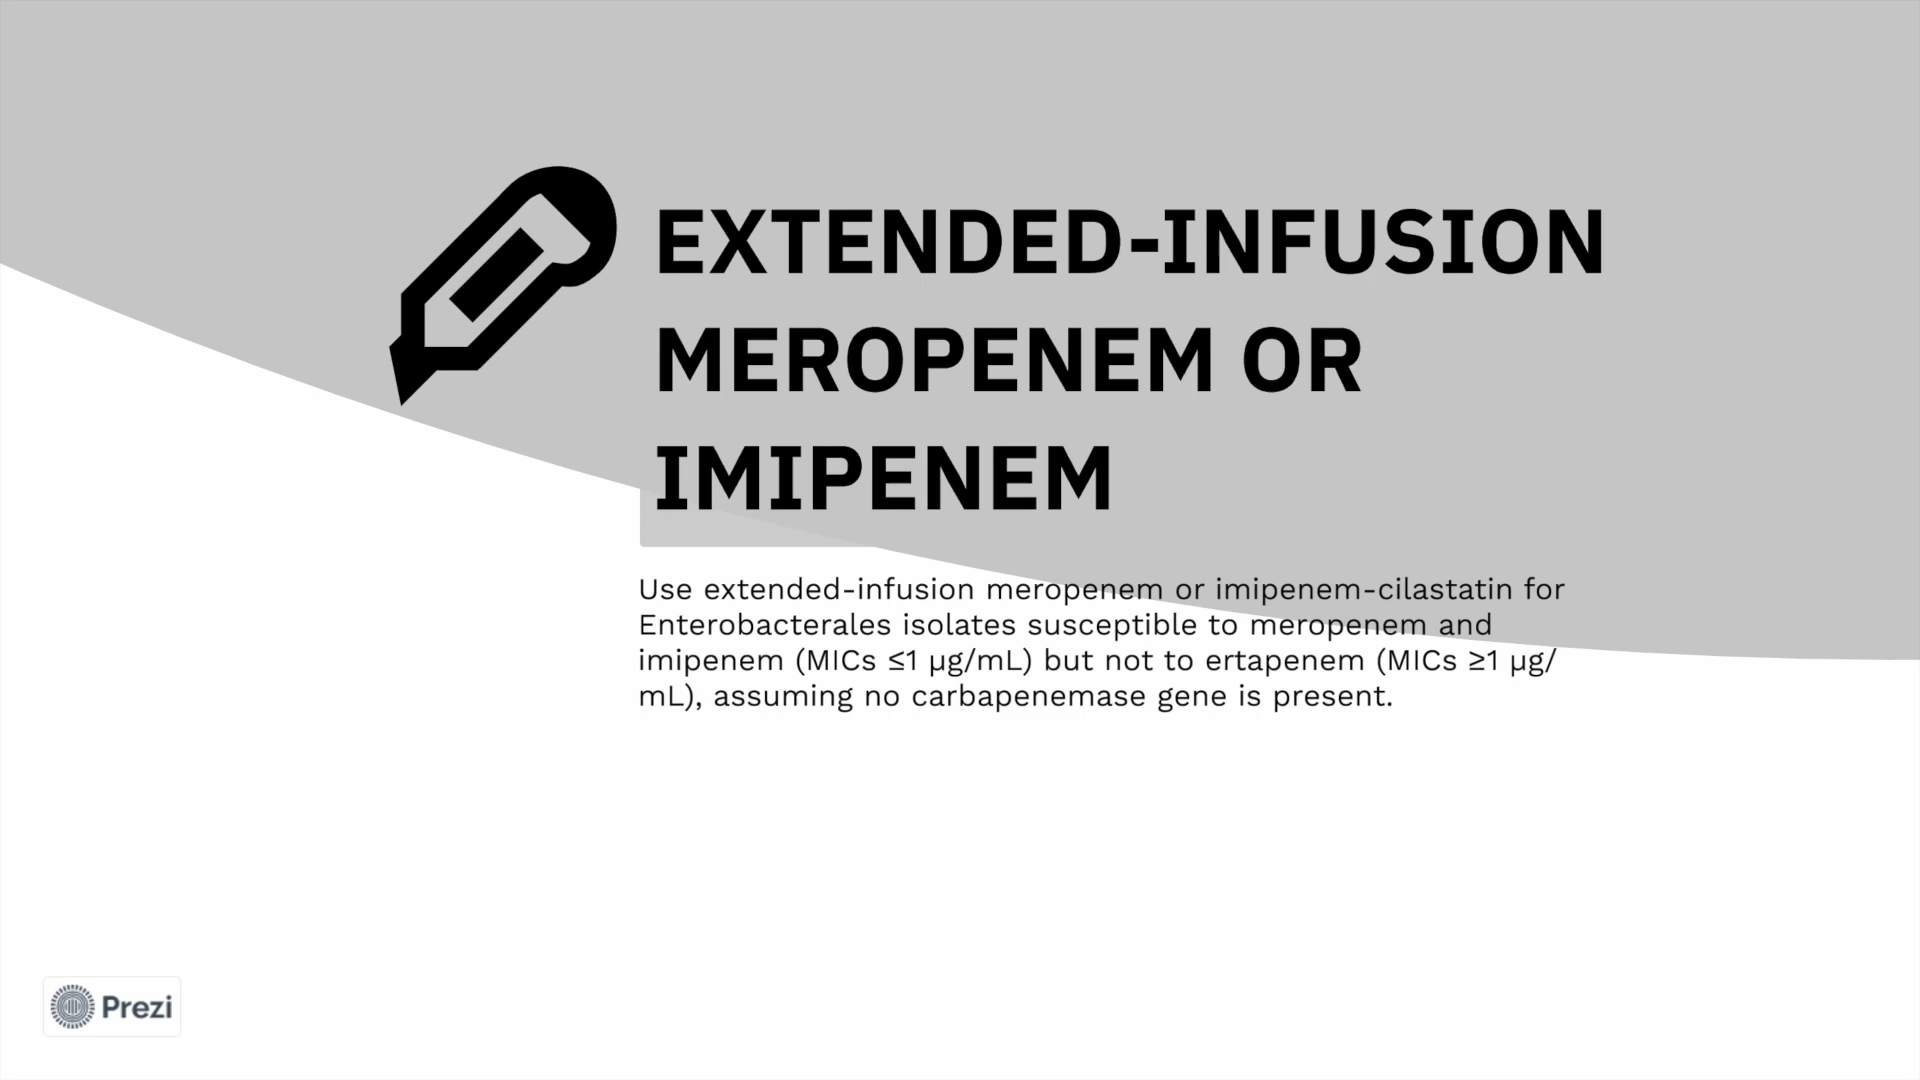 EXTENDED-INFUSION
MEROPENEM OR
IMIPENEM
Use extended-infusion meropenem or imipenem-cilastatin for
Enterobacterales isolates susceptible to meropenem and
imipenem (MICs ≤1 µg/mL) but not to ertapenem (MICs ≥1 µg/
mL), assuming no carbapenemase gene is present.
Prezi